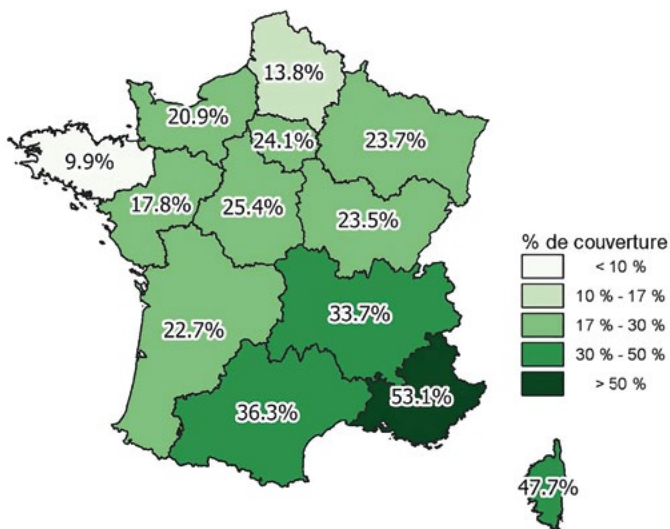 13.8%
20.9%
24.1%
23.7%
9.9%
17.8%
25.4%
23.5%
% de couverture
< 10 %
10 % - 17 %
17 % - 30 %
30 % - 50 %
> 50 %
33.7%
22.7%
53.1%
36.3%
47.7%